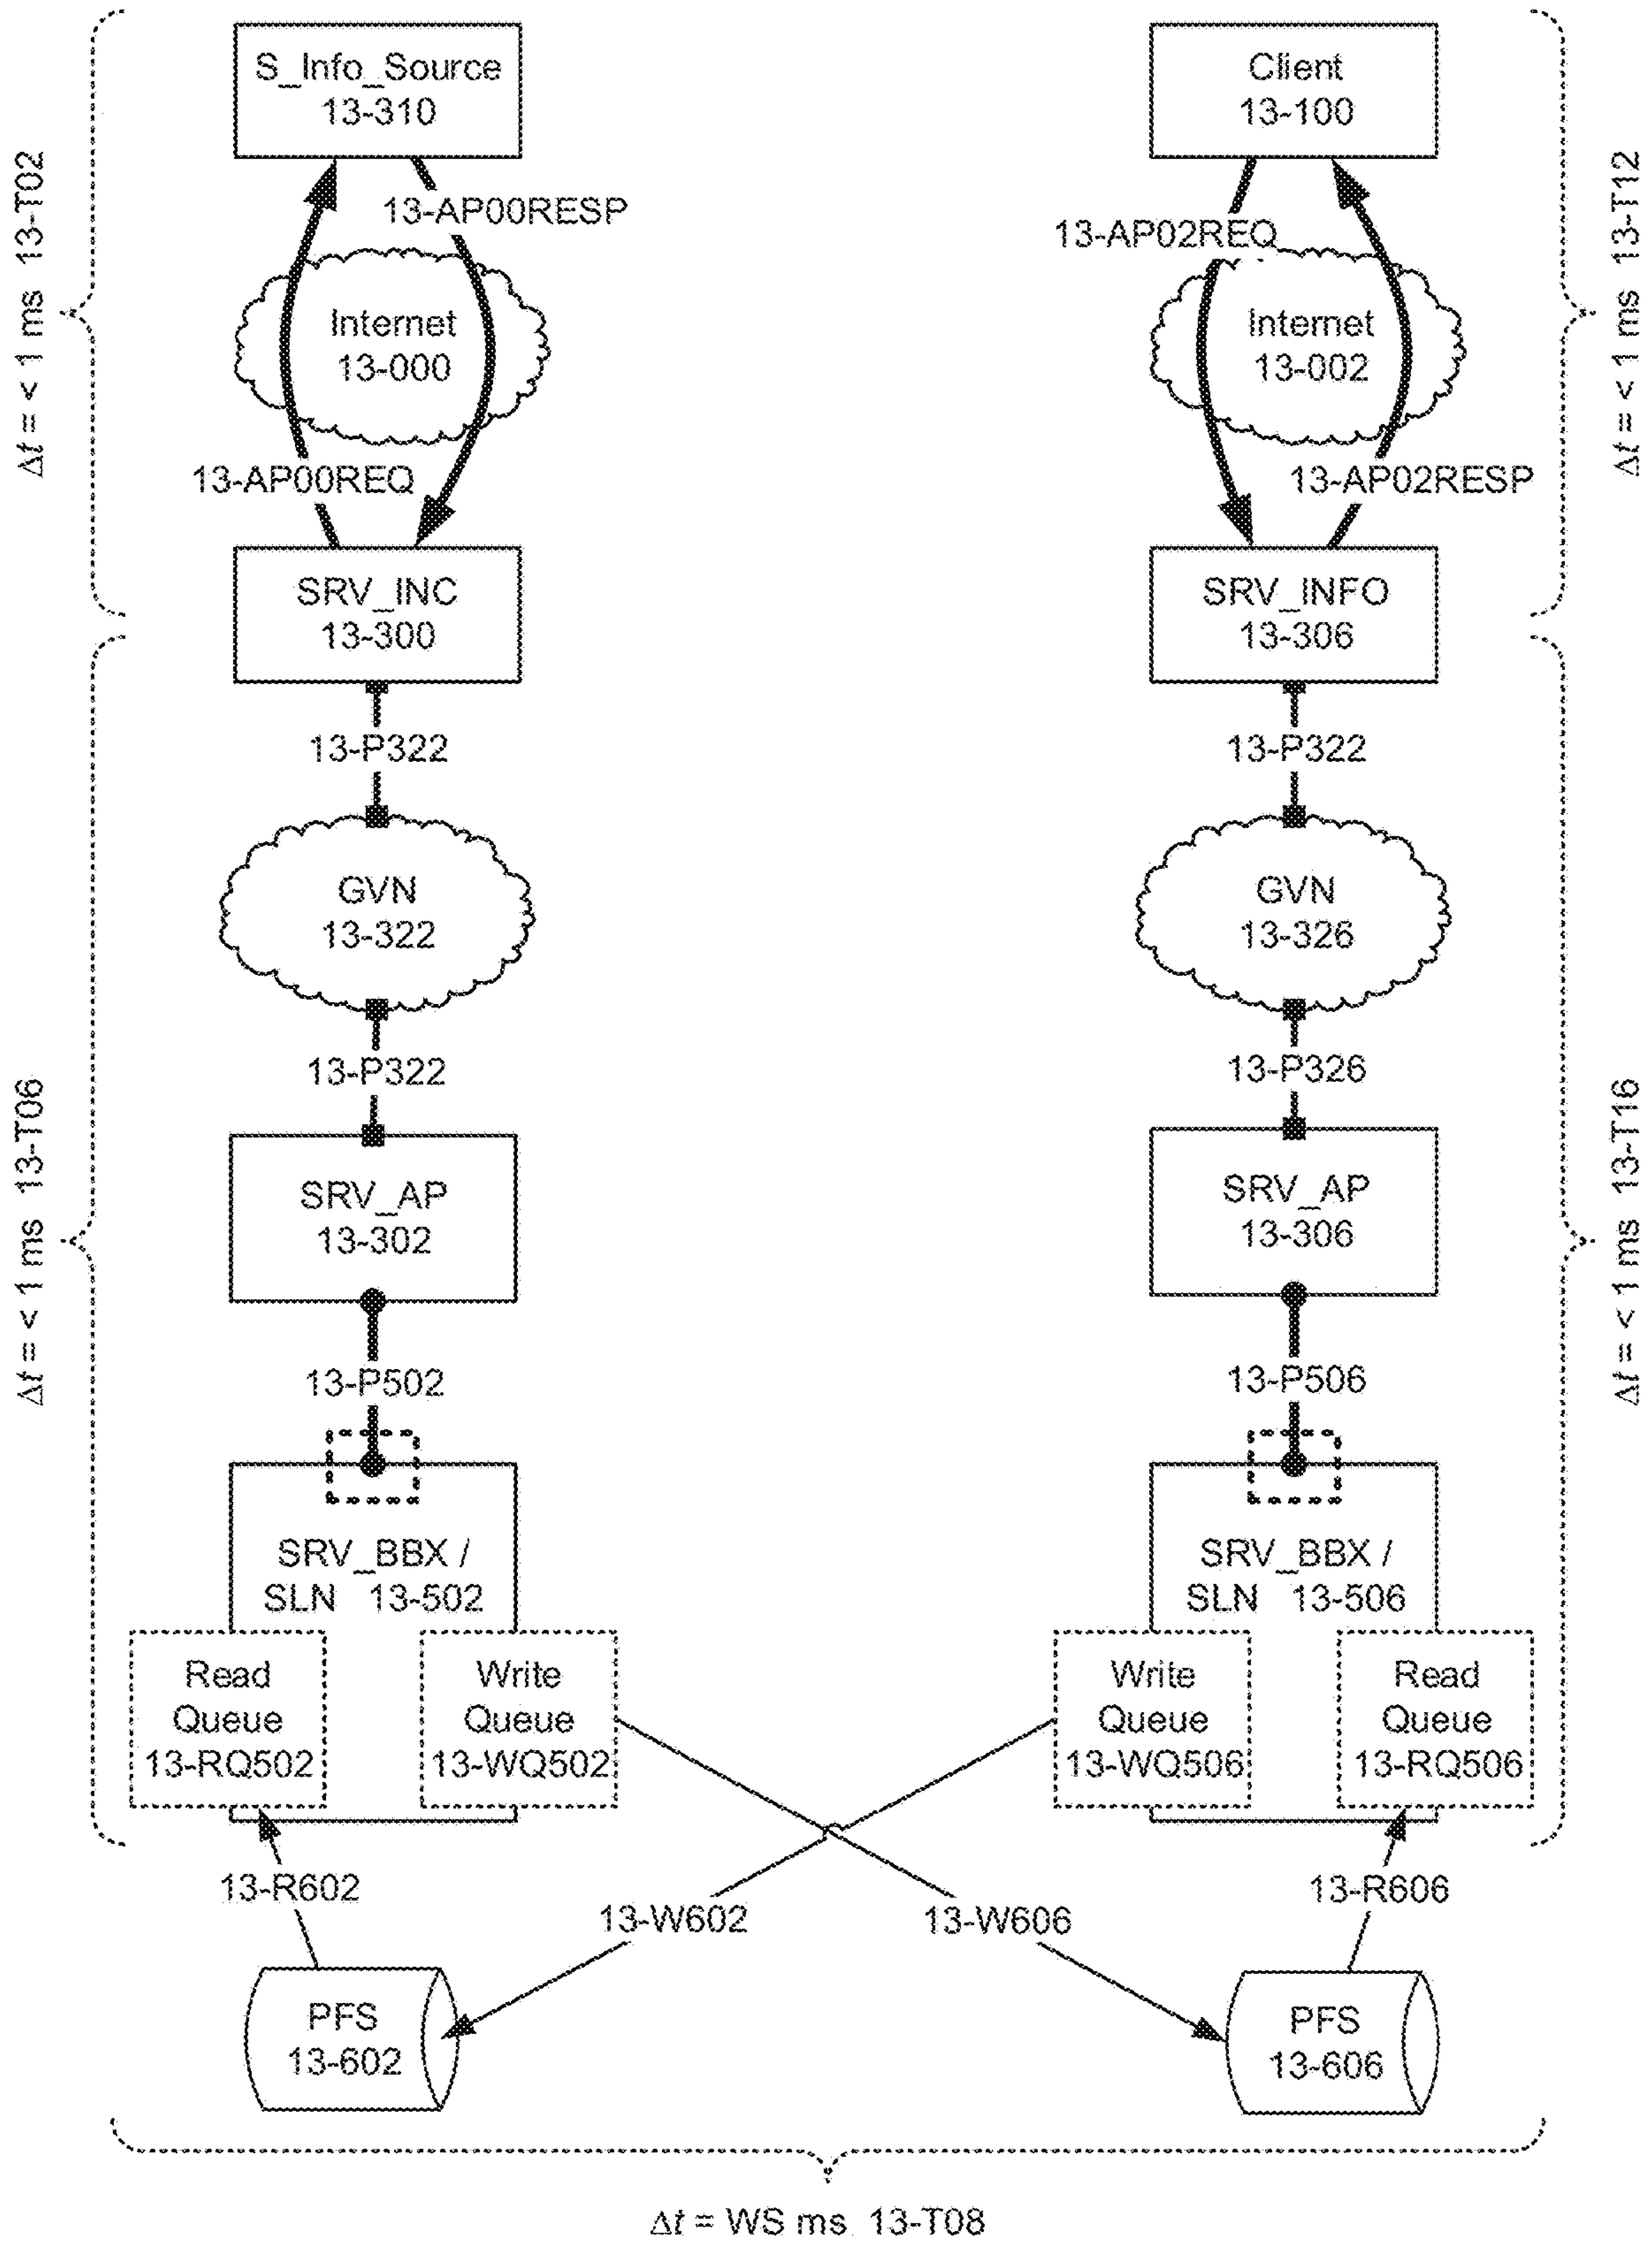 S_Info_Source
13-310
Client
13-100
Δt = < 1 ms 13-T02
Δt = < 1 ms 13-T12
13-AP00RESP
13-AP02REQ
Internet
13-000
Internet
13-002
13-AP00REQ
13-AP02RESP
SRV_INC
13-300
SRV_INFO
13-306
13-P322
13-P322
GVN
13-322
GVN
13-326
13-P322
13-P326
Δt = < 1 ms 13-T06
Δt = < 1 ms 13-T16
SRV_AP
13-302
SRV_AP
13-306
13-P502
13-P506
SRV_BBX /
SLN 13-502
SRV_BBX /
SLN 13-506
Read
Queue
13-RQ502
Write
Queue
13-WQ502
Write
Queue
13-WQ506
Read
Queue
13-RQ506
13-R602
13-W602
13-W606
13-R606
PFS
13-602
PFS
13-606
Δt = WS ms 13-T08